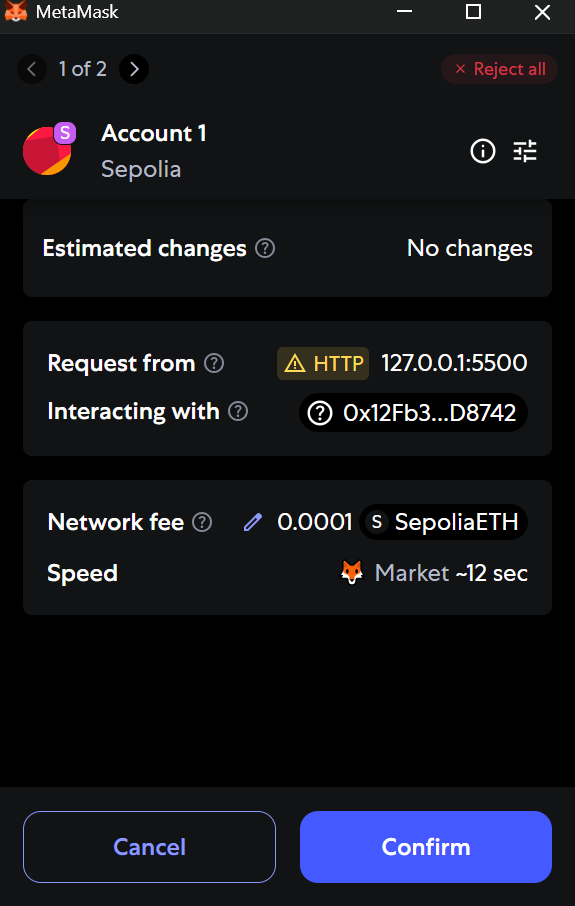 MetaMask
1 of 2 × Reject all
S
Account 1
Sepolia
Estimated changes ? No changes
Request from ? HTTP 127.0.0.1:5500
Interacting with ? ? 0x12Fb3...D8742
Network fee ? 0.0001 S SepoliaETH
Speed Market ~12 sec
Cancel Confirm